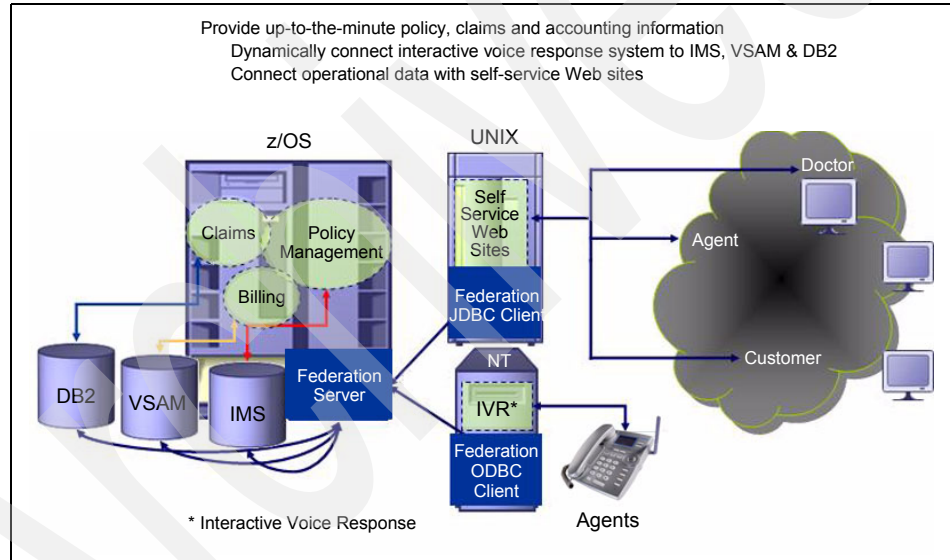 Provide up-to-the-minute policy, claims and accounting information
Dynamically connect interactive voice response system to IMS, VSAM & DB2
Connect operational data with self-service Web sites
z/OS
UNIX
Claims
Policy
Management
Billing
DB2
VSAM
IMS
Federation
Server
Self
Service
Web
Sites
Federation
JDBC Client
NT
IVR*
Federation
ODBC
Client
Doctor
Agent
Customer
Agents
* Interactive Voice Response